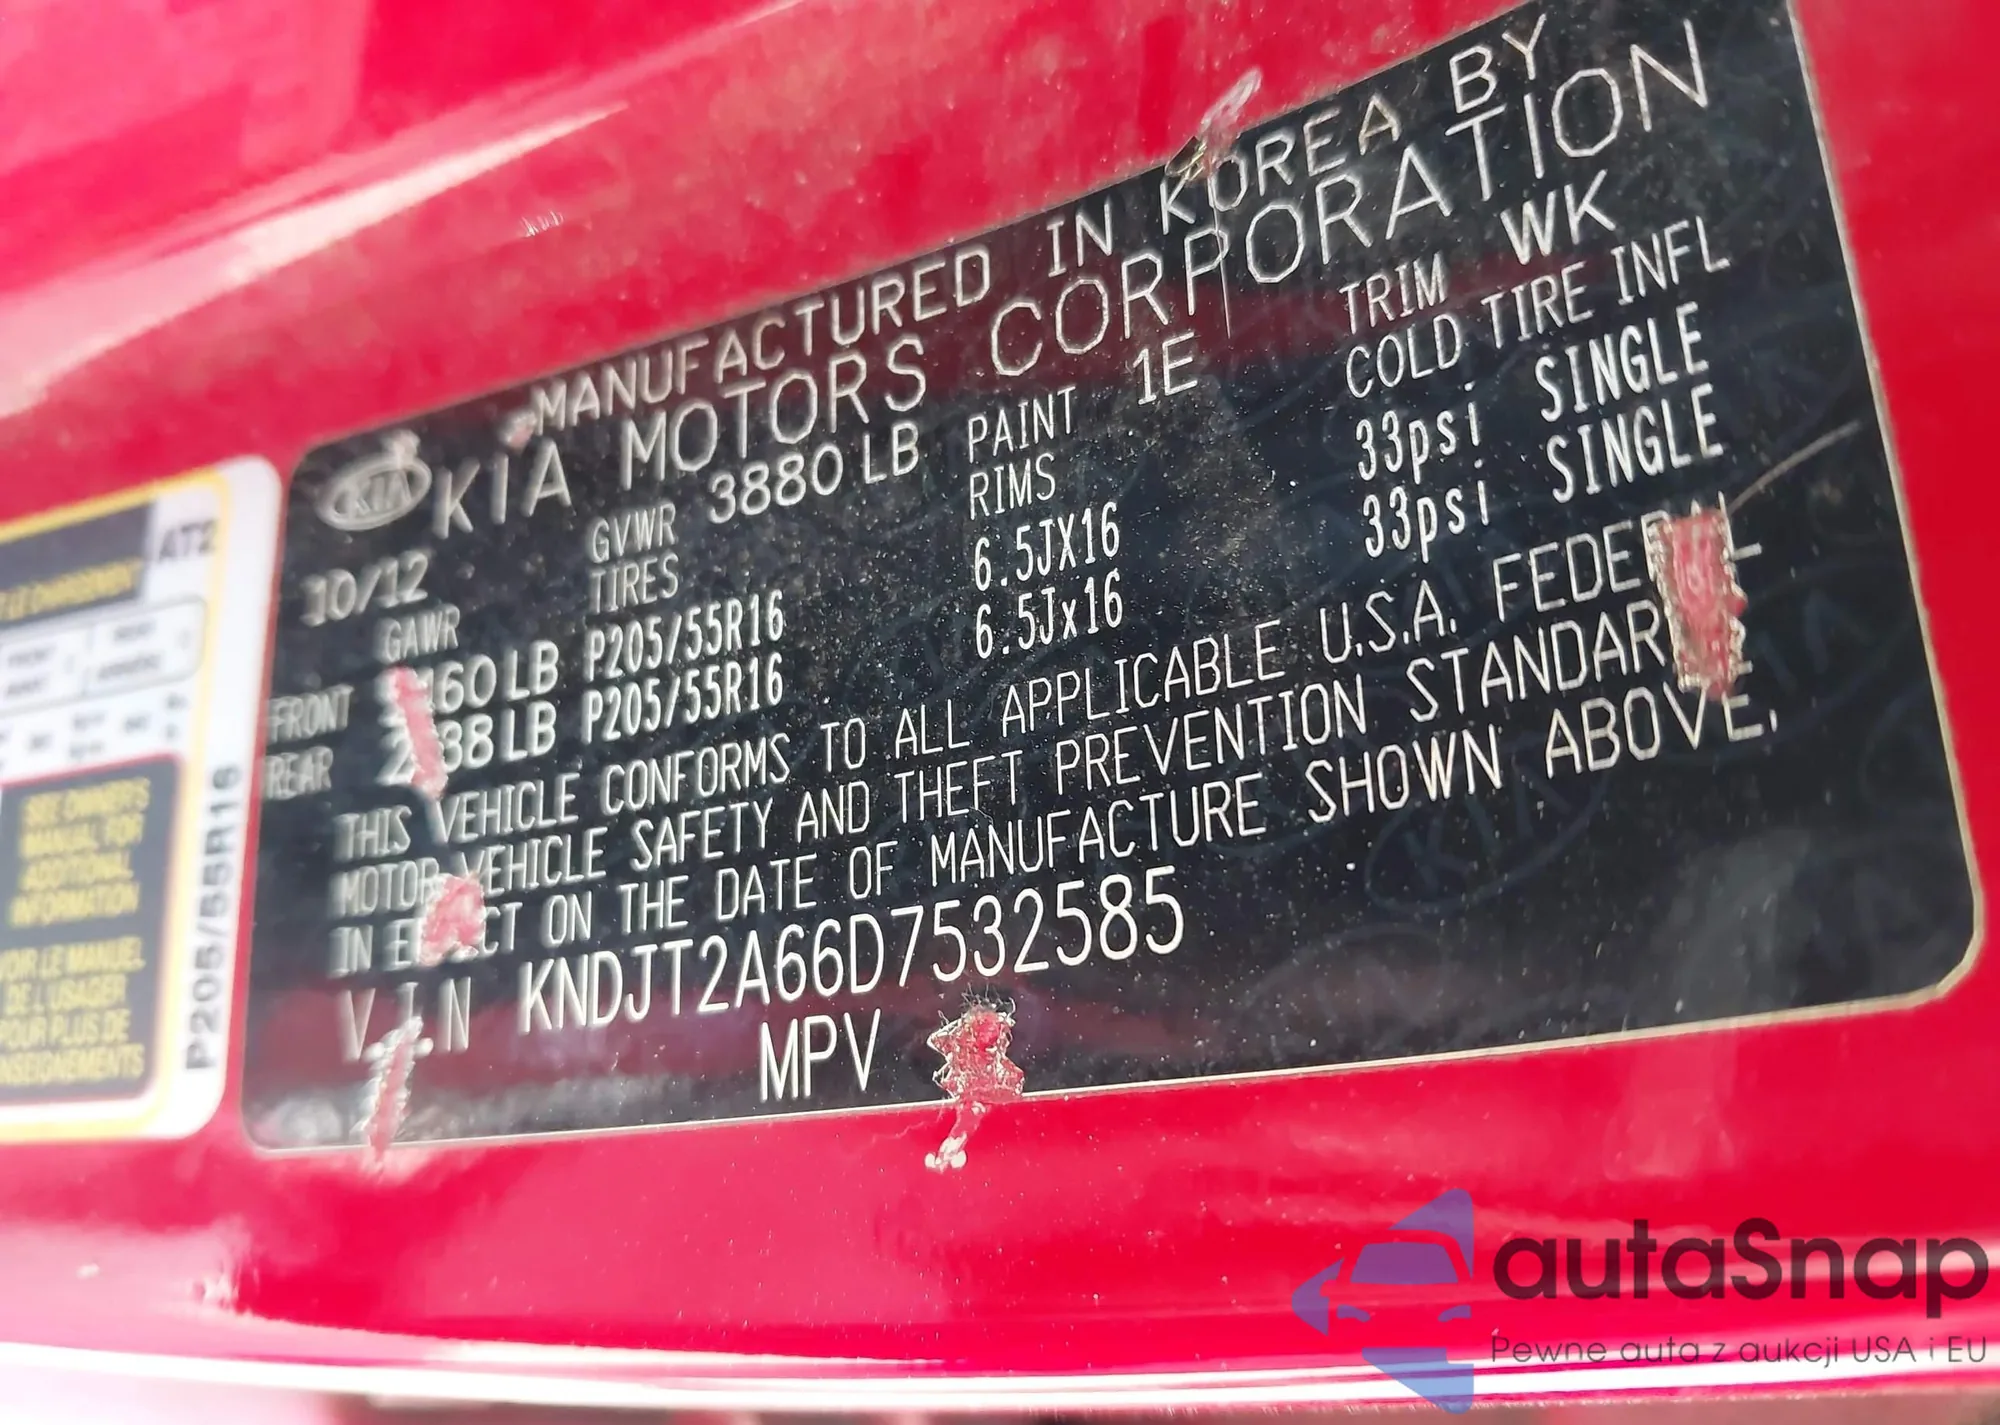 MANUFACTURED IN KOREA BY
KIA KIA MOTORS CORPORATION
10/12 GVWR 3880 LB PAINT 1E TRIM WK
GAWR TIRES RIMS COLD TIRE INFL
FRONT 160 LB P205/55R16 6.5JX16 33psi SINGLE
REAR 38 LB P205/55R16 6.5Jx16 33psi SINGLE
THIS VEHICLE CONFORMS TO ALL APPLICABLE U.S.A. FEDERAL
MOTOR VEHICLE SAFETY AND THEFT PREVENTION STANDAR
IN EFFECT ON THE DATE OF MANUFACTURE SHOWN ABOVE.
V.I.N KNDJT2A66D7532585
MPV
AT2
SEE OWNER'S
MANUAL FOR
ADDITIONAL
INFORMATION
VOIR LE MANUEL
DE L'USAGER
POUR PLUS DE
P205/55R16
autaSnap
Pewne auta z aukcji USA i EU